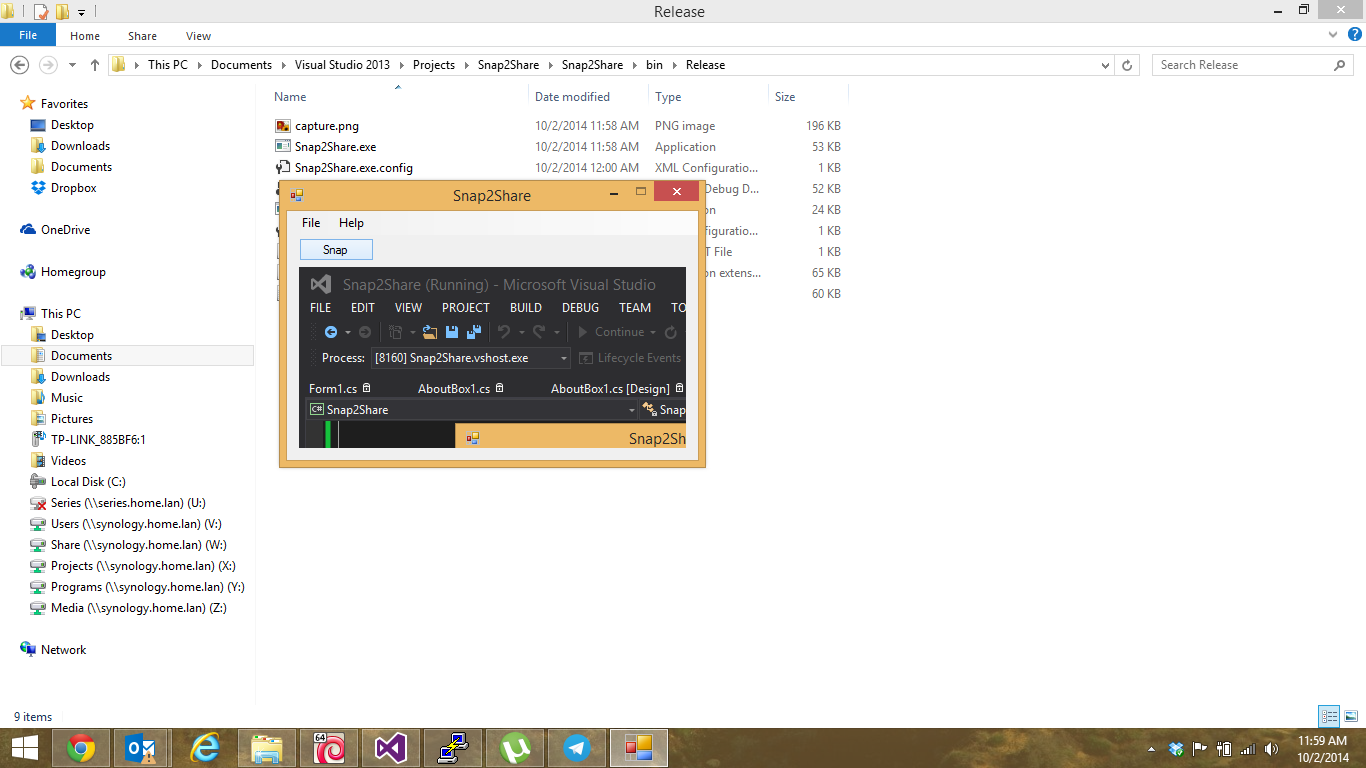 Release
File Home Share View
This PC Documents Visual Studio 2013 Projects Snap2Share Snap2Share bin Release
Search Release
Name Date modified Type Size
Favorites
Desktop
Downloads
Documents
Dropbox
OneDrive
Homegroup
This PC
Desktop
Documents
Downloads
Music
Pictures
TP-LINK_885BF6:1
Videos
Local Disk (C:)
Series (\\series.home.lan) (U:)
Users (\\synology.home.lan) (V:)
Share (\\synology.home.lan) (W:)
Projects (\\synology.home.lan) (X:)
Programs (\\synology.home.lan) (Y:)
Media (\\synology.home.lan) (Z:)
Network
capture.png 10/2/2014 11:58 AM PNG image 196 KB
Snap2Share.exe 10/2/2014 11:58 AM Application 53 KB
Snap2Share.exe.config 10/2/2014 12:00 AM XML Configuratio... 1 KB
Debug D... 52 KB
on 24 KB
figuratio... 1 KB
T File 1 KB
on extens... 65 KB
60 KB
Snap2Share
File Help
Snap
Snap2Share (Running) - Microsoft Visual Studio
FILE EDIT VIEW PROJECT BUILD DEBUG TEAM TO
Continue
Process: [8160] Snap2Share.vshost.exe Lifecycle Events
Form1.cs AboutBox1.cs AboutBox1.cs [Design]
C# Snap2Share Snap
Snap2Sh
9 items
64
11:59 AM
10/2/2014